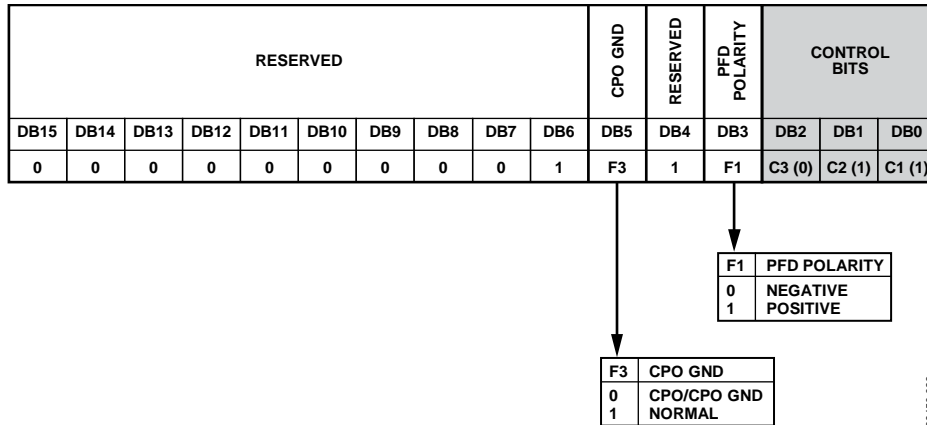 RESERVED
CPO GND
RESERVED
PFD
POLARITY
CONTROL
BITS
DB15 DB14 DB13 DB12 DB11 DB10 DB9 DB8 DB7 DB6 DB5 DB4 DB3 DB2 DB1 DB0
0 0 0 0 0 0 0 0 0 1 F3 1 F1 C3 (0) C2 (1) C1 (1)
F1 PFD POLARITY
0 NEGATIVE
1 POSITIVE
F3 CPO GND
0 CPO/CPO GND
1 NORMAL